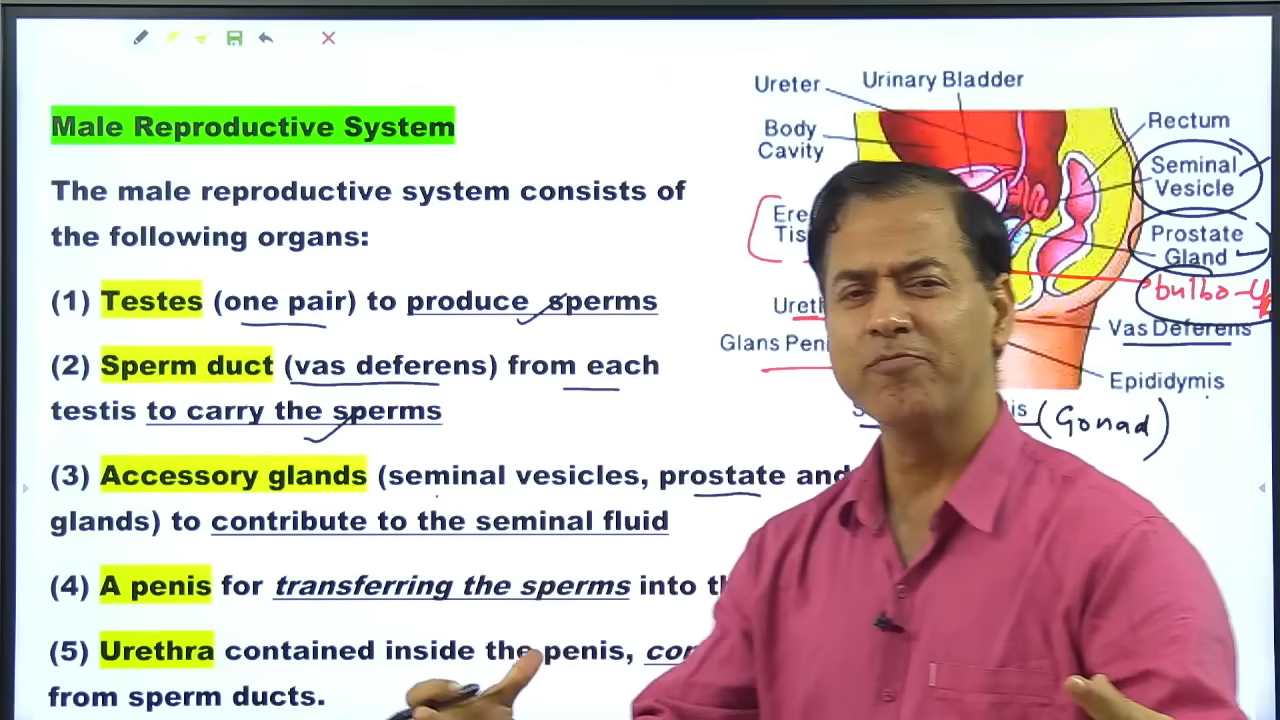 Male Reproductive System
The male reproductive system consists of
the following organs:
(1) Testes (one pair) to produce sperms
(2) Sperm duct (vas deferens) from each
testis to carry the sperms
(3) Accessory glands (seminal vesicles, prostate and
glands) to contribute to the seminal fluid
(4) A penis for transferring the sperms into
(5) Urethra contained inside the penis,
from sperm ducts.
Ureter
Urinary Bladder
Body
Cavity
Glans
Rectum
Seminal
Vesicle
Prostate
Gland
bulbo-
Vas Deferens
Epididymis
(Gonad)